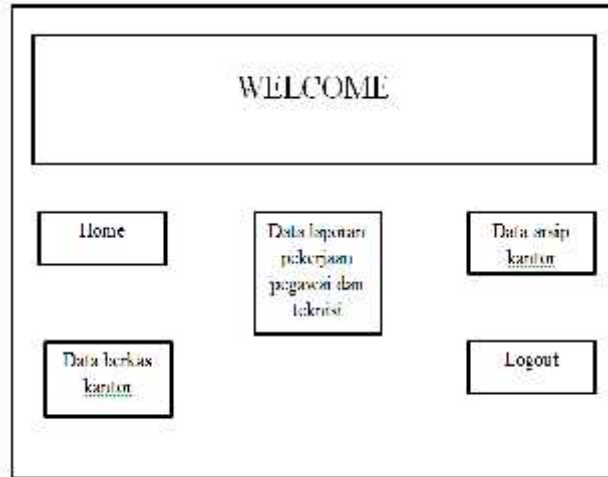 WELCOME
Home
Data laporan
pekerjaan
pegawai dan
teknisi
Data arsip
kantor
Data berkas
kantor
Logout